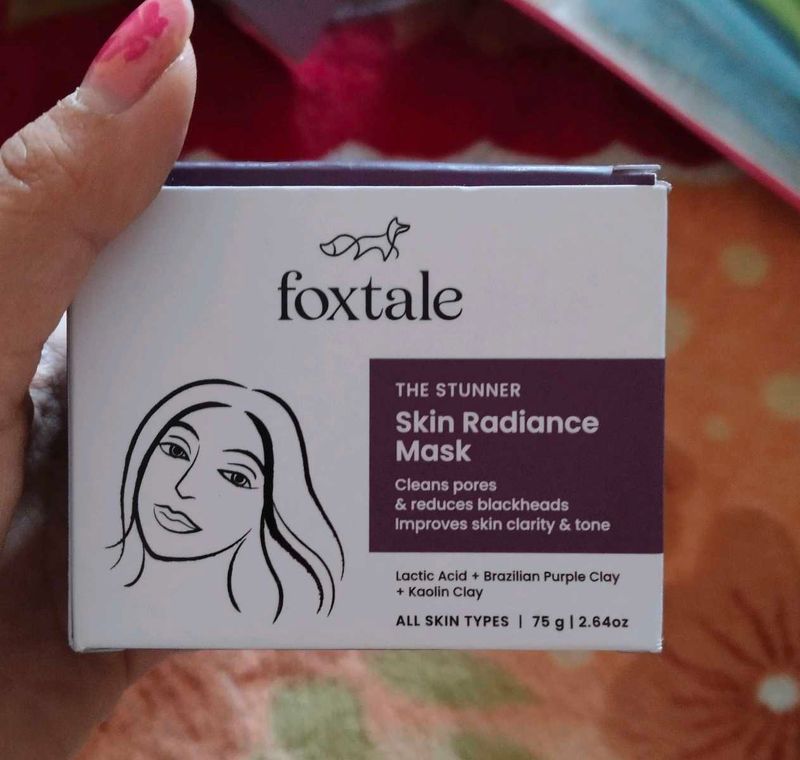 foxtale
THE STUNNER
Skin Radiance
Mask
Cleans pores
& reduces blackheads
Improves skin clarity & tone
Lactic Acid + Brazilian Purple Clay
+ Kaolin Clay
ALL SKIN TYPES | 75 g | 2.64oz